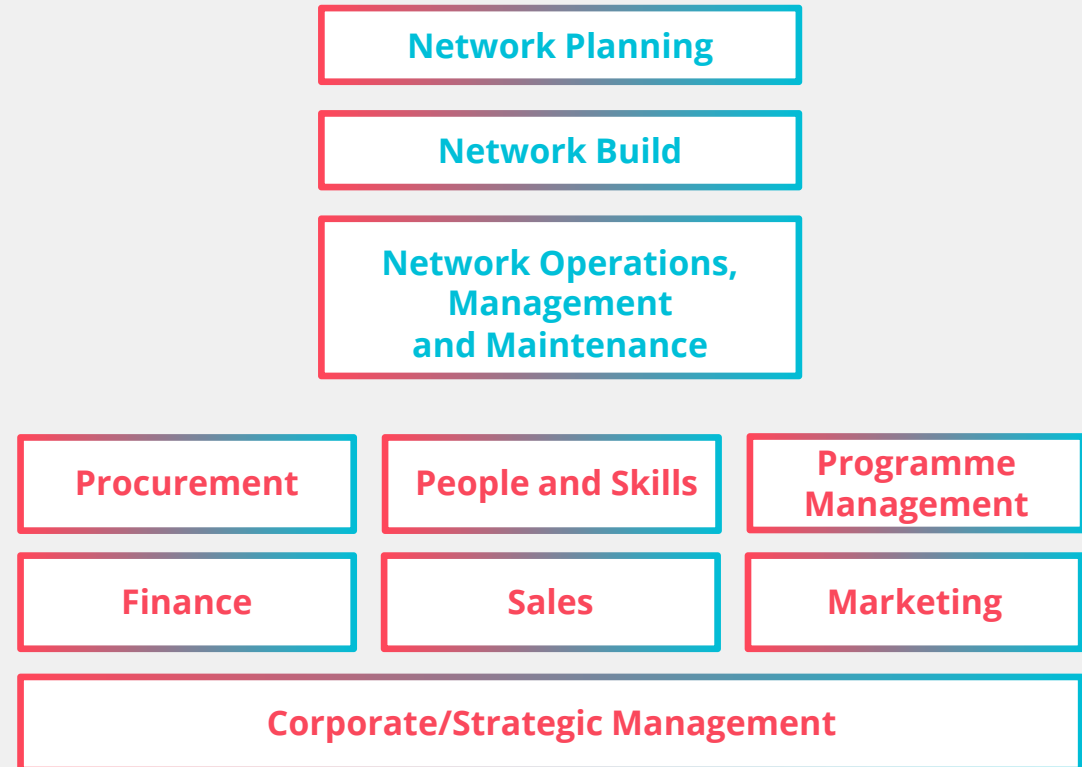 Network Planning
Network Build
Network Operations,
Management
and Maintenance
Procurement
People and Skills
Programme
Management
Finance
Sales
Marketing
Corporate/Strategic Management